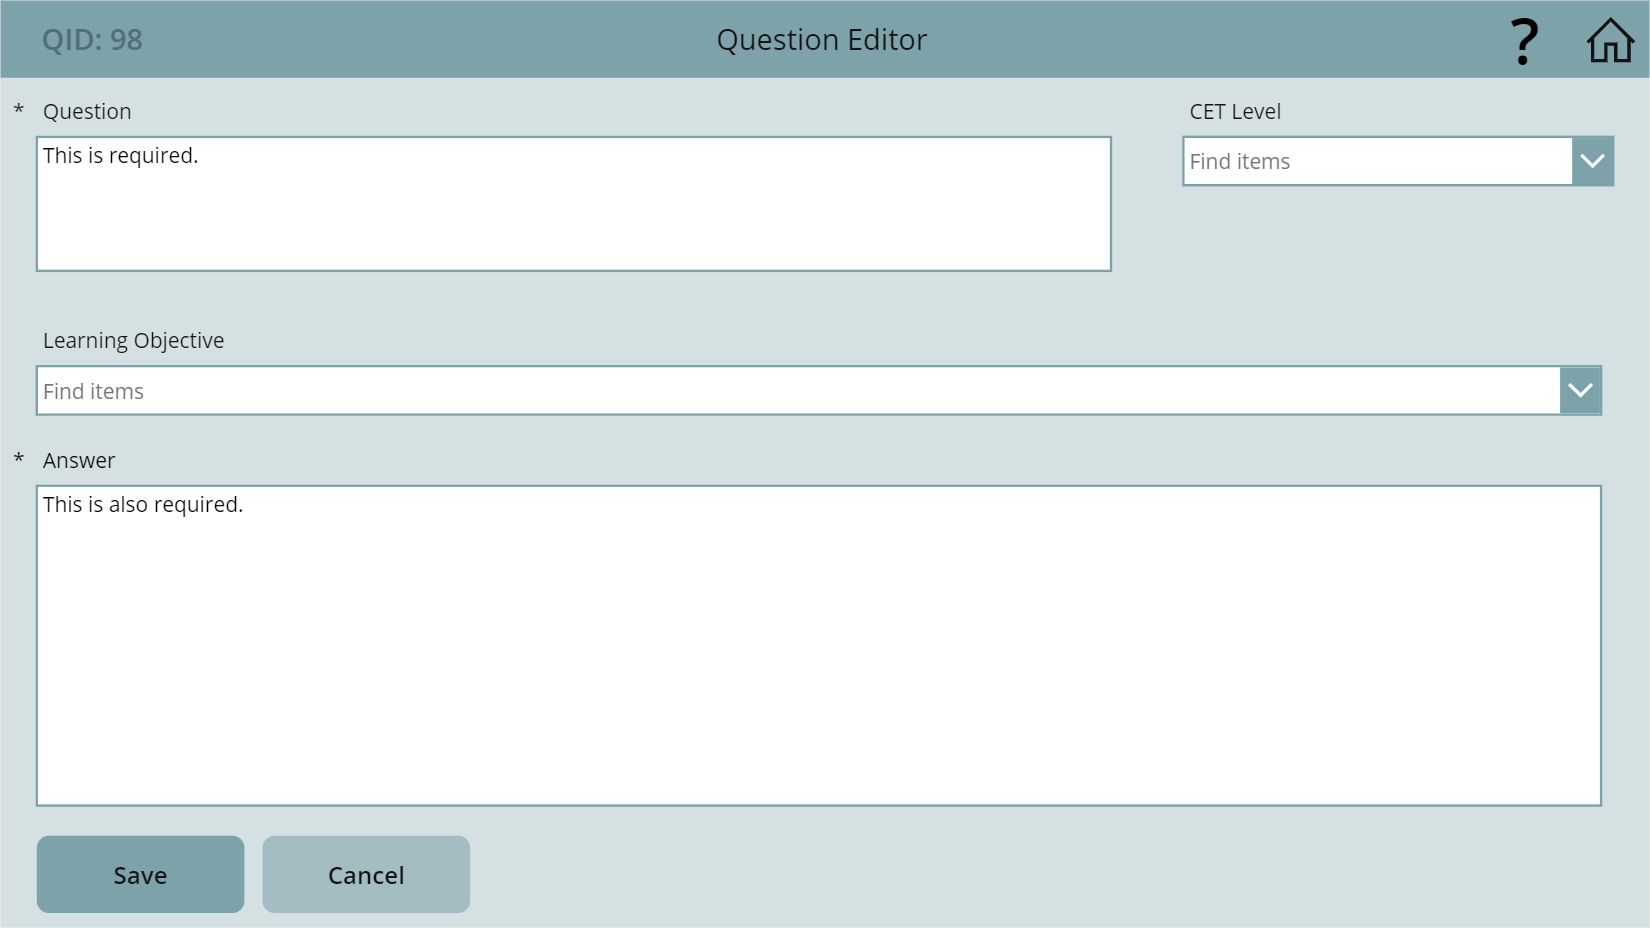 QID: 98
Question Editor
?
* Question
CET Level
This is required.
Find items
Learning Objective
Find items
* Answer
This is also required.
Save
Cancel